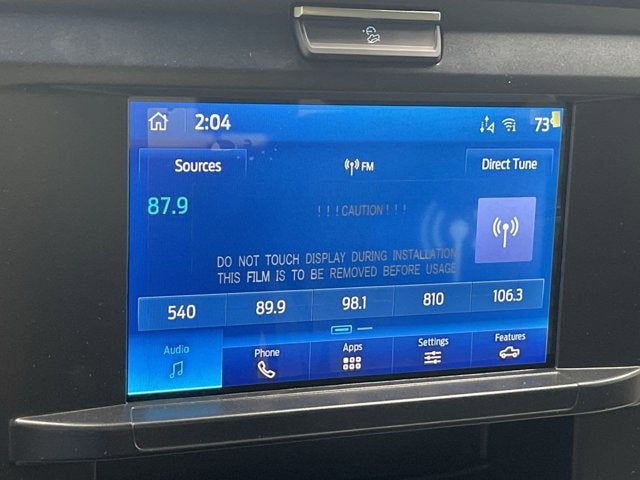 2:04 73°
Sources FM Direct Tune
87.9 !!!CAUTION!!!
DO NOT TOUCH DISPLAY DURING INSTALLATION
THIS FILM IS TO BE REMOVED BEFORE USAGE
540 89.9 98.1 810 106.3
Audio Phone Apps Settings Features